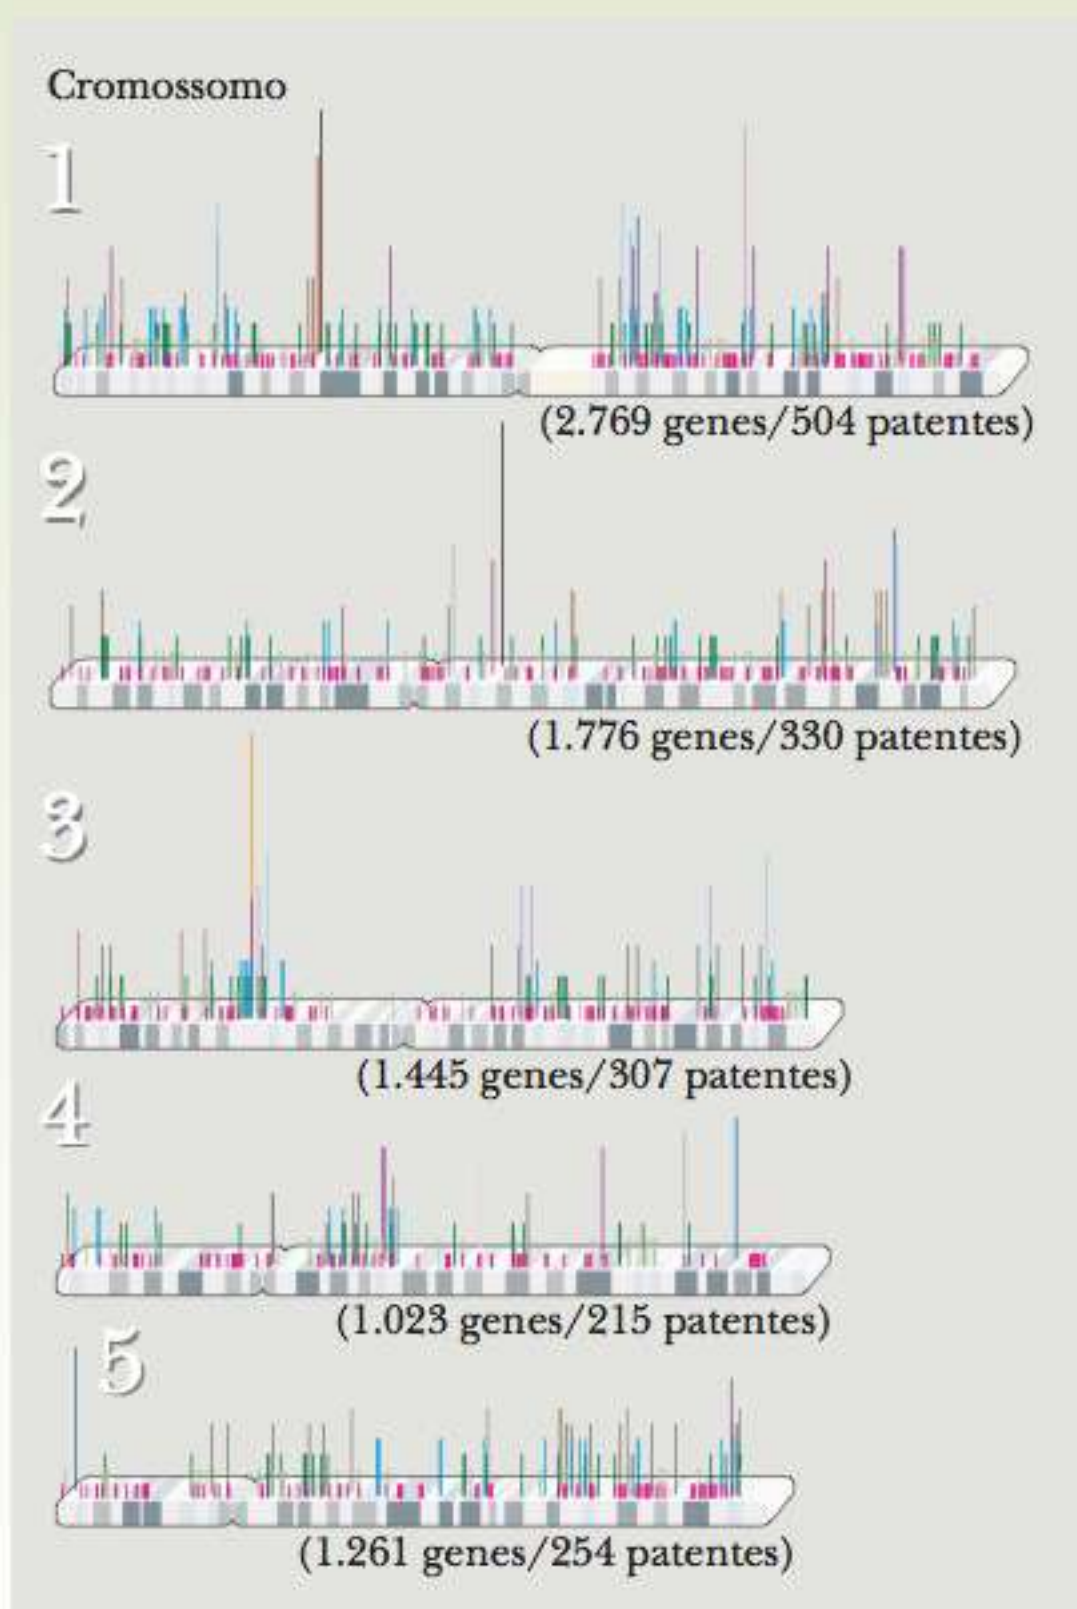 Cromossomo
1
(2.769 genes/504 patentes)
2
(1.776 genes/330 patentes)
3
(1.445 genes/307 patentes)
4
(1.023 genes/215 patentes)
5
(1.261 genes/254 patentes)